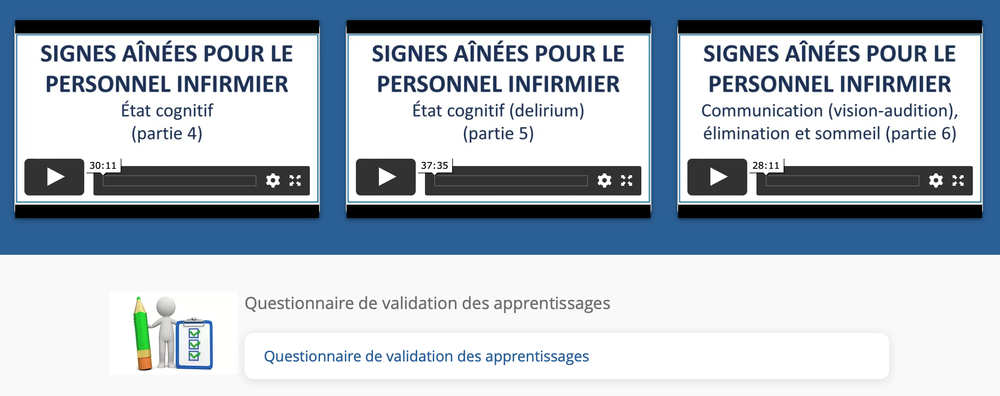 SIGNES AÎNÉES POUR LE
PERSONNEL INFIRMIER
État cognitif
(partie 4)
30:11
SIGNES AÎNÉES POUR LE
PERSONNEL INFIRMIER
État cognitif (delirium)
(partie 5)
37:35
SIGNES AÎNÉES POUR LE
PERSONNEL INFIRMIER
Communication (vision-audition),
élimination et sommeil (partie 6)
28:11
Questionnaire de validation des apprentissages
Questionnaire de validation des apprentissages